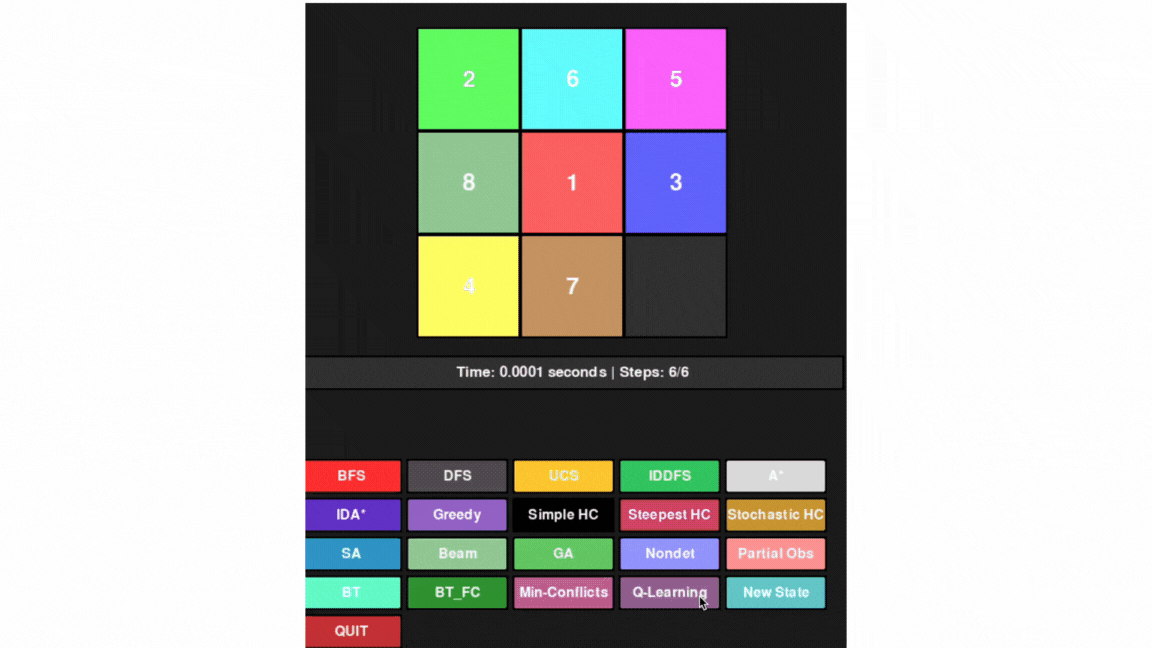 2 6 5
8 1 3
4 7
Time: 0.0001 seconds | Steps: 6/6
BFS DFS UCS IDDFS A*
IDA* Greedy Simple HC Steepest HC Stochastic HC
SA Beam GA Nondet Partial Obs
BT BT_FC Min-Conflicts Q-Learning New State
QUIT